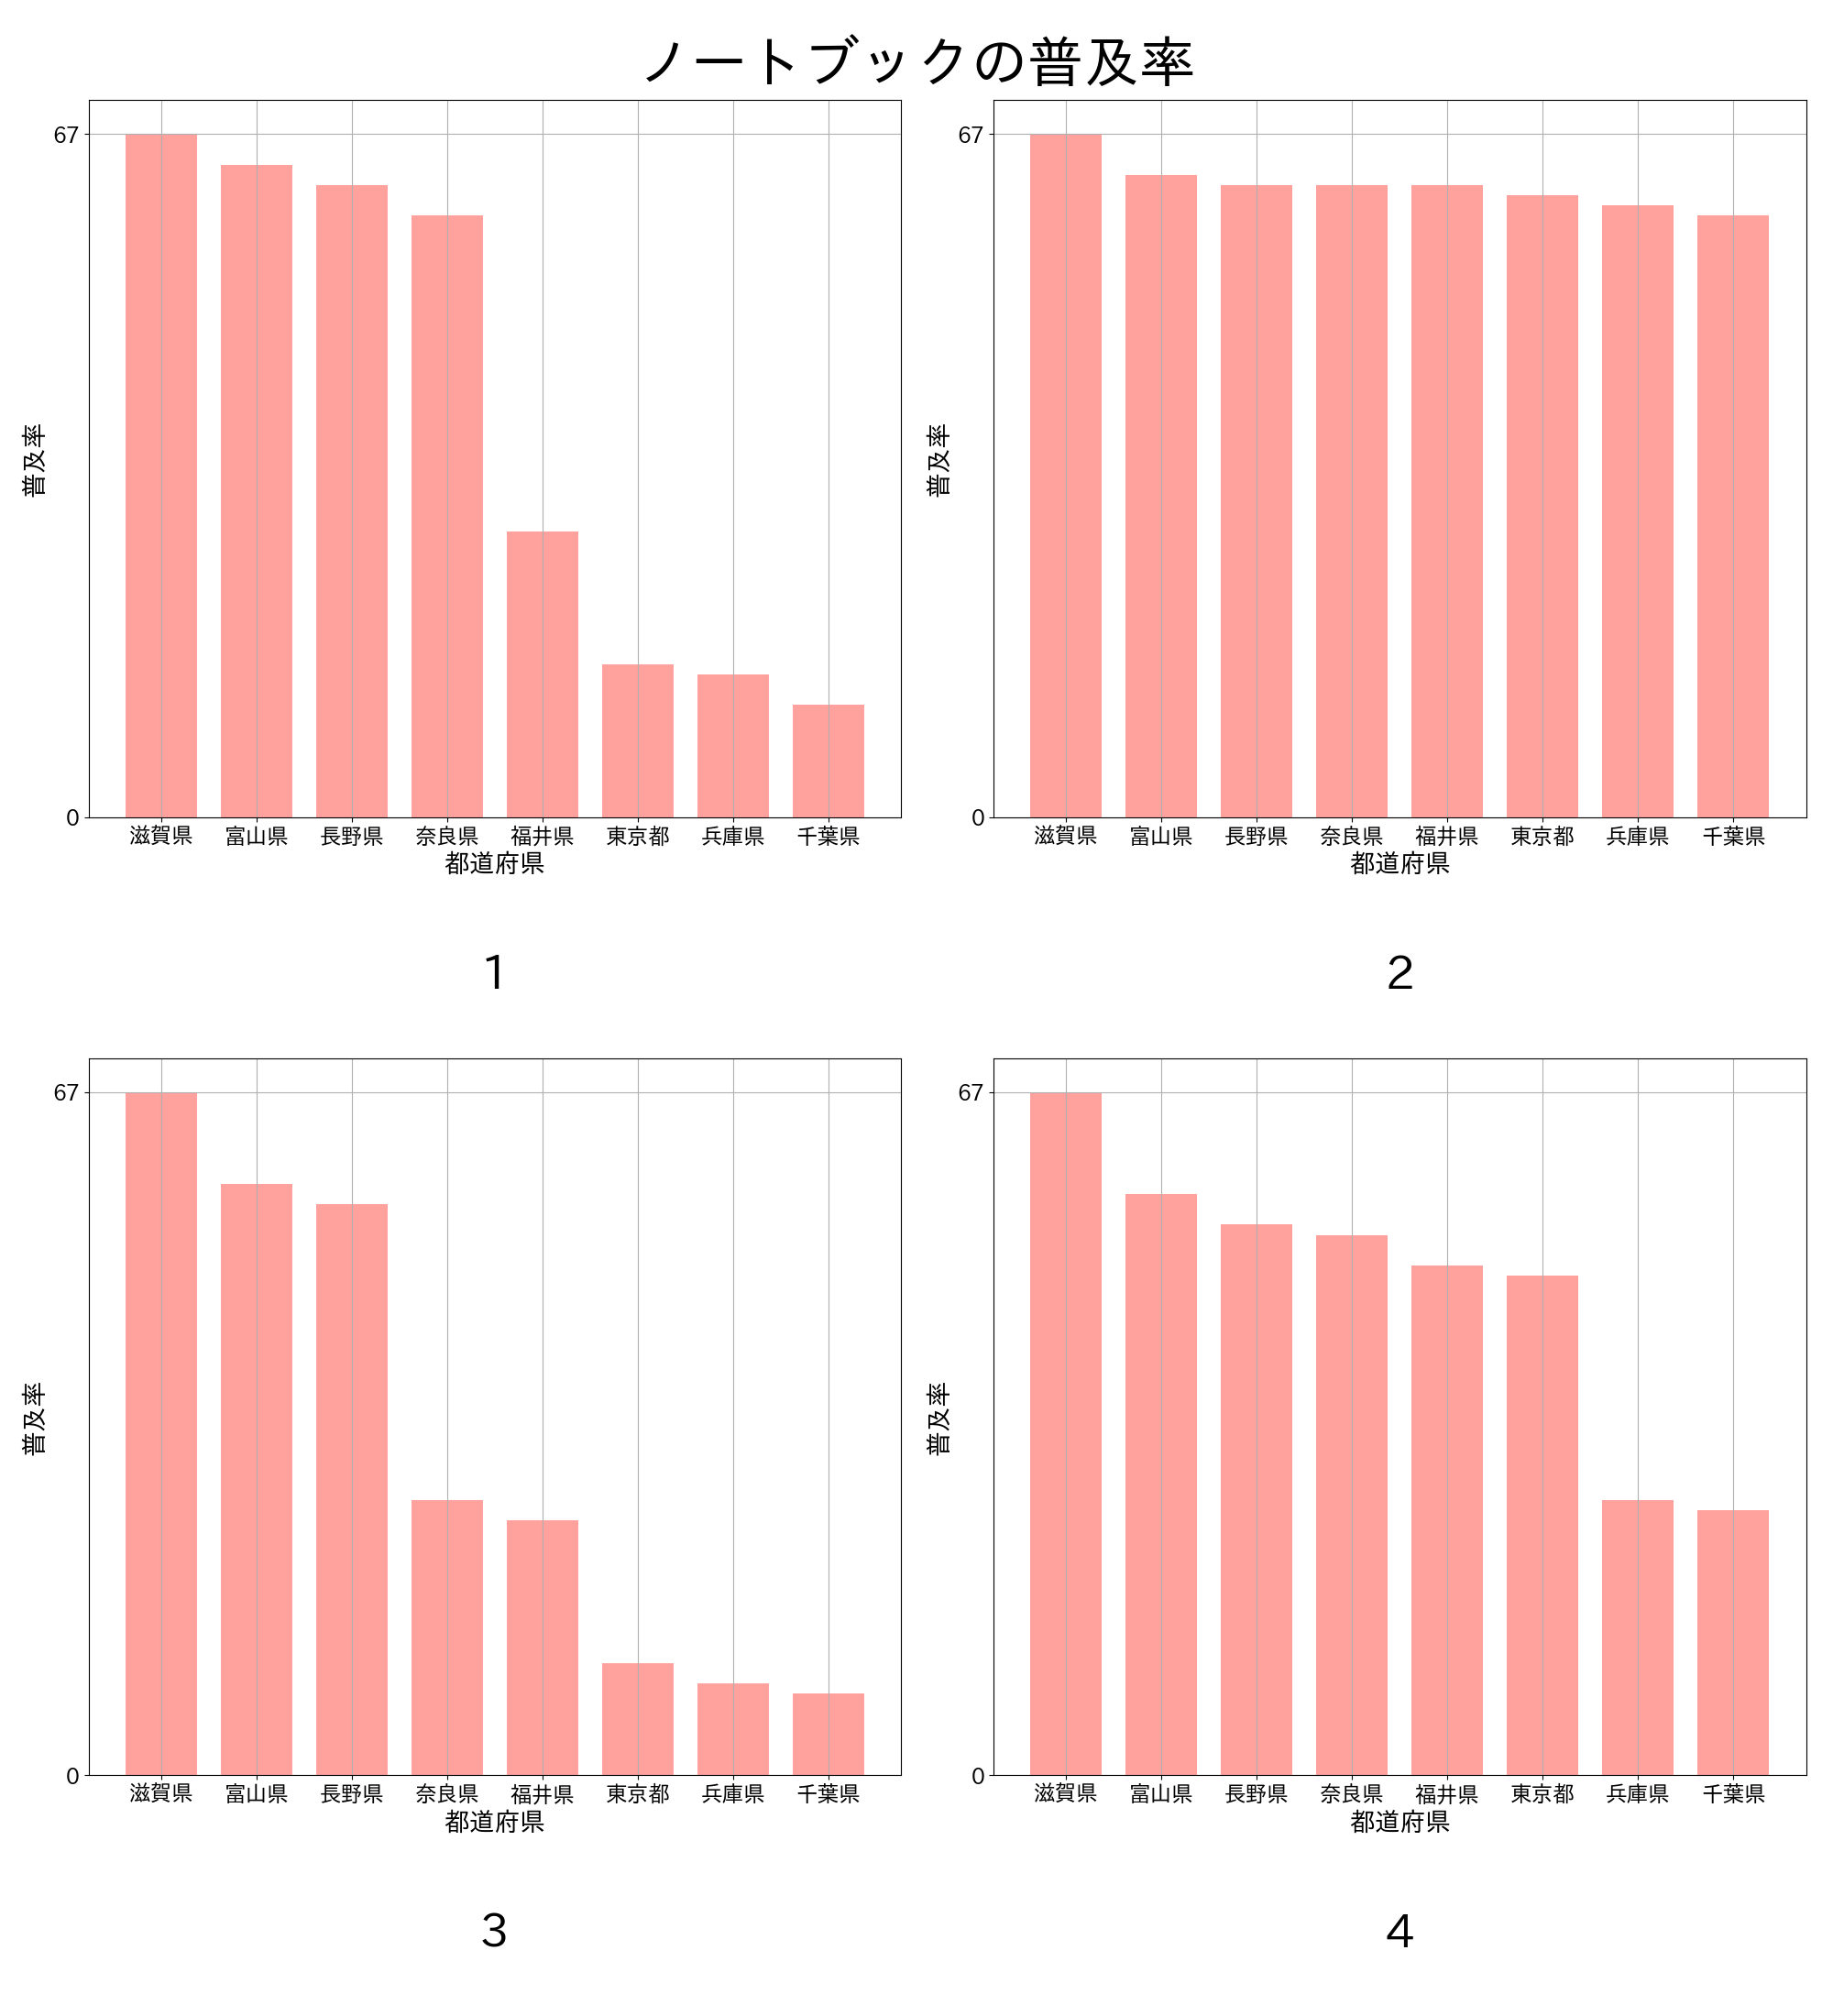 ノートブックの普及率
67
0
普及率
滋賀県 富山県 長野県 奈良県 福井県 東京都 兵庫県 千葉県
都道府県
1
67
0
普及率
滋賀県 富山県 長野県 奈良県 福井県 東京都 兵庫県 千葉県
都道府県
2
67
0
普及率
滋賀県 富山県 長野県 奈良県 福井県 東京都 兵庫県 千葉県
都道府県
3
67
0
普及率
滋賀県 富山県 長野県 奈良県 福井県 東京都 兵庫県 千葉県
都道府県
4